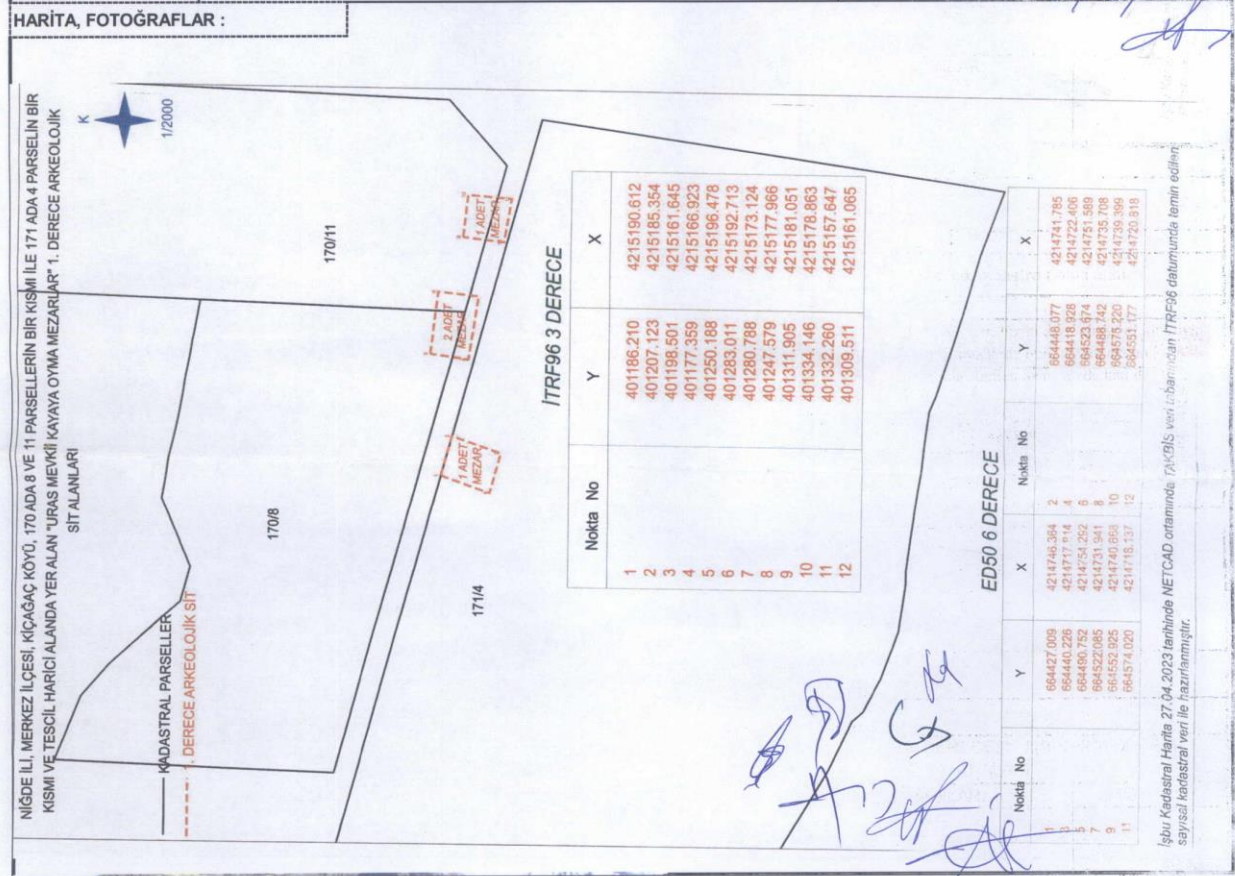 HARİTA, FOTOĞRAFLAR :
NİĞDE İLİ, MERKEZ İLÇESİ, KIÇAĞAÇ KÖYÜ, 170 ADA 8 VE 11 PARSELLERİN BİR KISMI İLE 171 ADA 4 PARSELİN BİR
KISMI VE TESCİL HARİCİ ALANDA YER ALAN "URAS MEVKİİ KAYAYA OYMA MEZARLAR" 1. DERECE ARKEOLOJİK
SİT ALANLARI
K
1/2000
KADASTRAL PARSELLER
1. DERECE ARKEOLOJİK SİT
170/8
170/11
171/4
1 ADET
MEZAR
2 ADET
MEZAR
1 ADET
MEZAR
ITRF96 3 DERECE
Nokta No Y X
1 401186.210 4215190.612
2 401207.123 4215185.354
3 401198.501 4215161.645
4 401177.359 4215166.923
5 401250.188 4215196.478
6 401283.011 4215192.713
7 401280.788 4215173.124
8 401247.579 4215177.966
9 401311.905 4215181.051
10 401334.146 4215178.863
11 401332.260 4215157.647
12 401309.511 4215161.065
ED50 6 DERECE
Nokta No Y X Nokta No Y X
1 664427.009 4214746.364 2 664448.077 4214741.785
3 664440.226 4214717.114 4 664418.928 4214722.406
5 664490.752 4214754.292 6 664523.674 4214751.589
7 664522.085 4214731.941 8 664488.742 4214735.708
9 664552.925 4214740.868 10 664575.220 4214739.399
11 664574.020 4214718.137 12 664551.177 4214720.818
İşbu Kadastral Harita 27.04.2023 tarihinde NETCAD ortamında TAKBİS veri tabanından ITRF96 datumunda temin edilen
sayısal kadastral veri ile hazırlanmıştır.